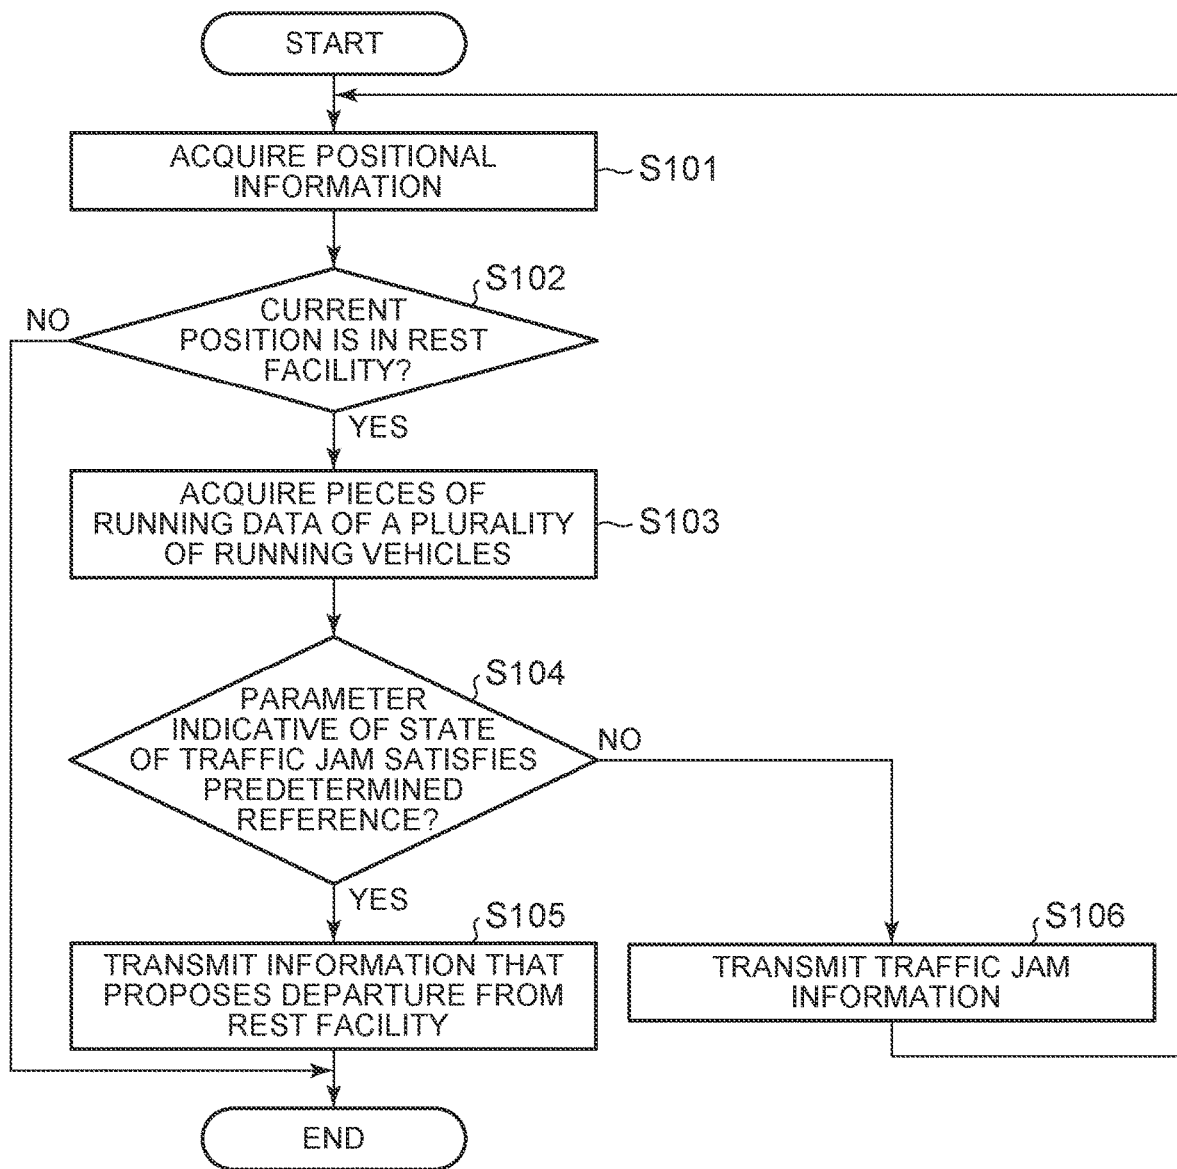 START
ACQUIRE POSITIONAL
INFORMATION
S101
S102
CURRENT
POSITION IS IN REST
FACILITY?
NO
YES
ACQUIRE PIECES OF
RUNNING DATA OF A PLURALITY
OF RUNNING VEHICLES
S103
S104
PARAMETER
INDICATIVE OF STATE
OF TRAFFIC JAM SATISFIES
PREDETERMINED
REFERENCE?
NO
YES
S105
TRANSMIT INFORMATION THAT
PROPOSES DEPARTURE FROM
REST FACILITY
S106
TRANSMIT TRAFFIC JAM
INFORMATION
END